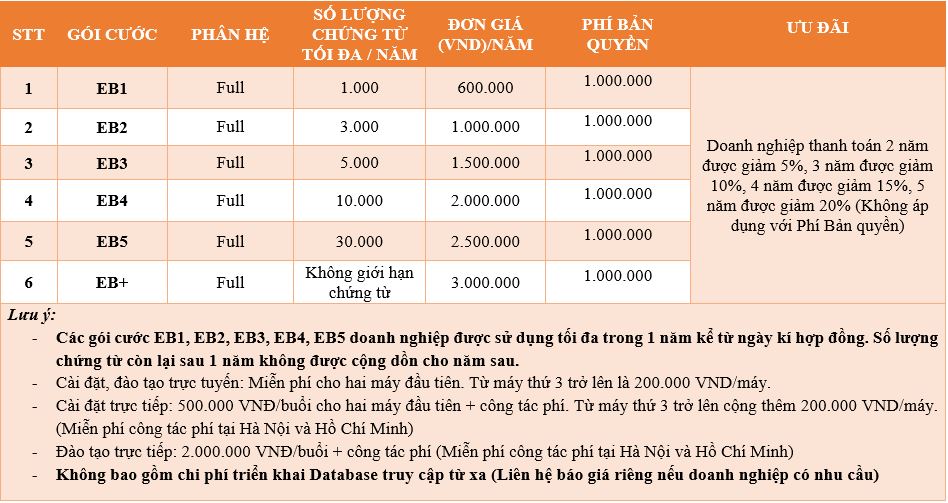 STT GÓI CƯỚC PHÂN HỆ SỐ LƯỢNG CHỨNG TỪ TỐI ĐA / NĂM ĐƠN GIÁ (VND)/NĂM PHÍ BẢN QUYỀN ƯU ĐÃI
1 EB1 Full 1.000 600.000 1.000.000
2 EB2 Full 3.000 1.000.000 1.000.000
3 EB3 Full 5.000 1.500.000 1.000.000
4 EB4 Full 10.000 2.000.000 1.000.000
5 EB5 Full 30.000 2.500.000 1.000.000
6 EB+ Full Không giới hạn chứng từ 3.000.000 1.000.000
Doanh nghiệp thanh toán 2 năm
được giảm 5%, 3 năm được giảm
10%, 4 năm được giảm 15%, 5
năm được giảm 20% (Không áp
dụng với Phí Bản quyền)
Lưu ý:
- Các gói cước EB1, EB2, EB3, EB4, EB5 doanh nghiệp được sử dụng tối đa trong 1 năm kể từ ngày kí hợp đồng. Số lượng
chứng từ còn lại sau 1 năm không được cộng dồn cho năm sau.
- Cài đặt, đào tạo trực tuyến: Miễn phí cho hai máy đầu tiên. Từ máy thứ 3 trở lên là 200.000 VND/máy.
- Cài đặt trực tiếp: 500.000 VNĐ/buổi cho hai máy đầu tiên + công tác phí. Từ máy thứ 3 trở lên cộng thêm 200.000 VND/máy.
(Miễn phí công tác phí tại Hà Nội và Hồ Chí Minh)
- Đào tạo trực tiếp: 2.000.000 VNĐ/buổi + công tác phí (Miễn phí công tác phí tại Hà Nội và Hồ Chí Minh)
- Không bao gồm chi phí triển khai Database truy cập từ xa (Liên hệ báo giá riêng nếu doanh nghiệp có nhu cầu)